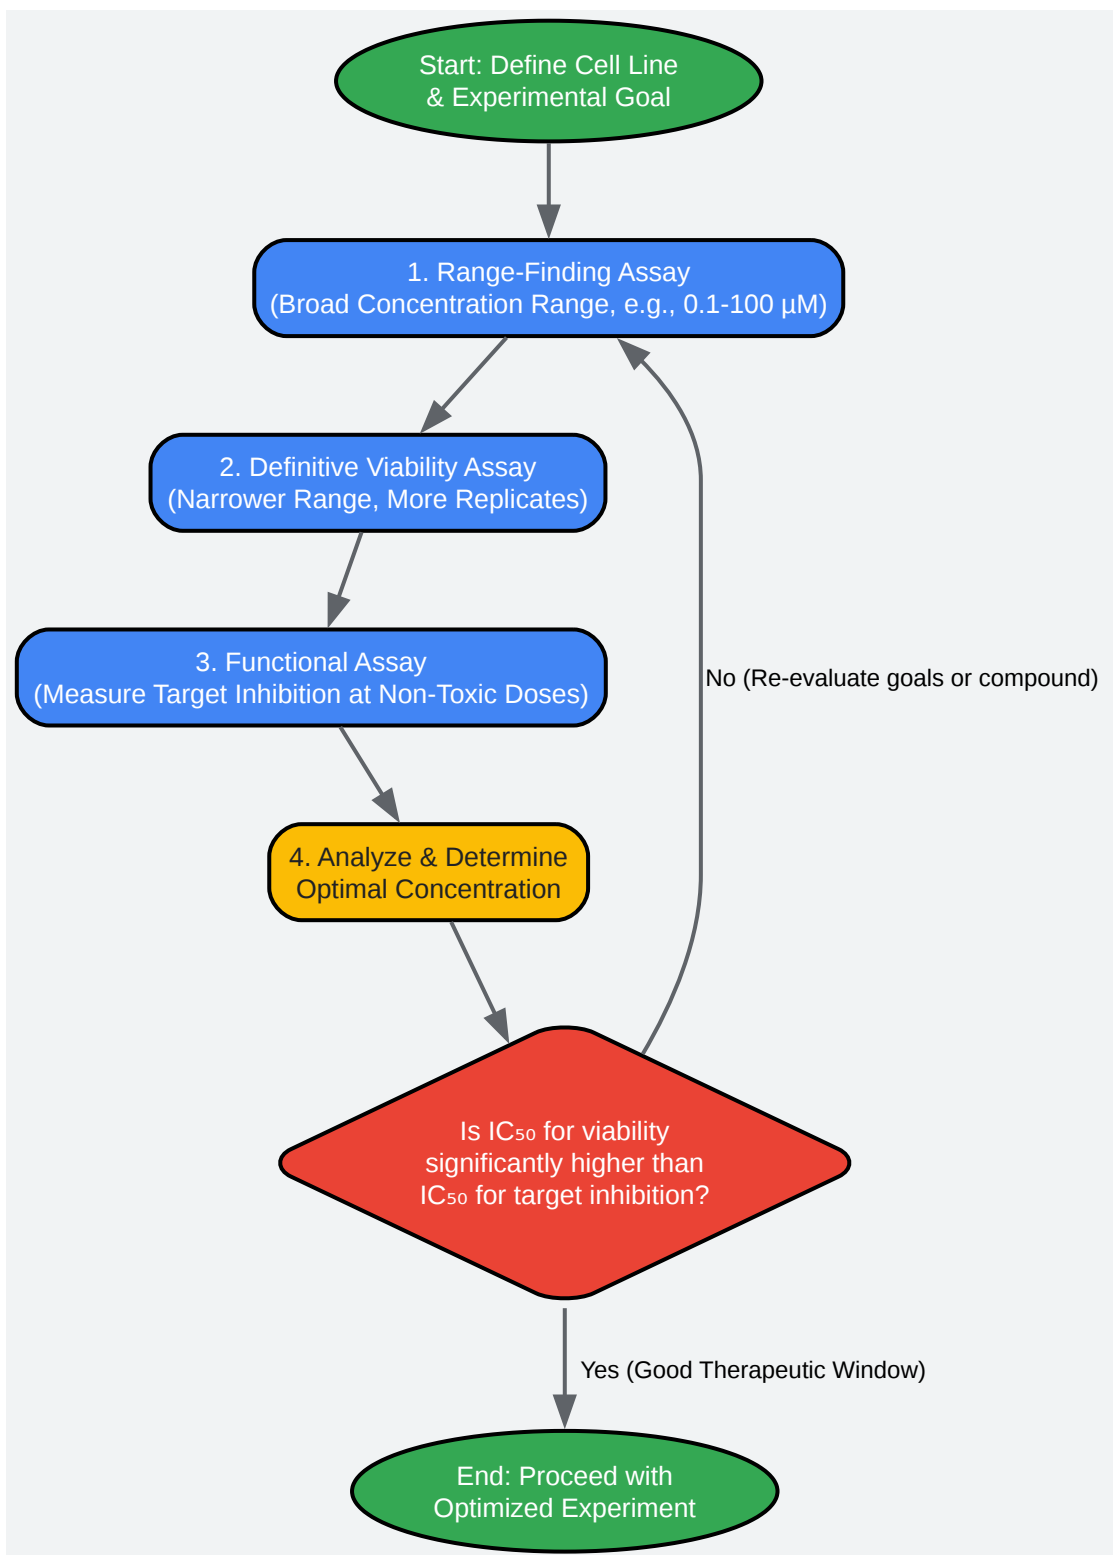 Start: Define Cell Line
& Experimental Goal
1. Range-Finding Assay
(Broad Concentration Range, e.g., 0.1-100 µM)
2. Definitive Viability Assay
(Narrower Range, More Replicates)
3. Functional Assay
(Measure Target Inhibition at Non-Toxic Doses)
No (Re-evaluate goals or compound)
4. Analyze & Determine
Optimal Concentration
Is IC₅₀ for viability
significantly higher than
IC₅₀ for target inhibition?
Yes (Good Therapeutic Window)
End: Proceed with
Optimized Experiment